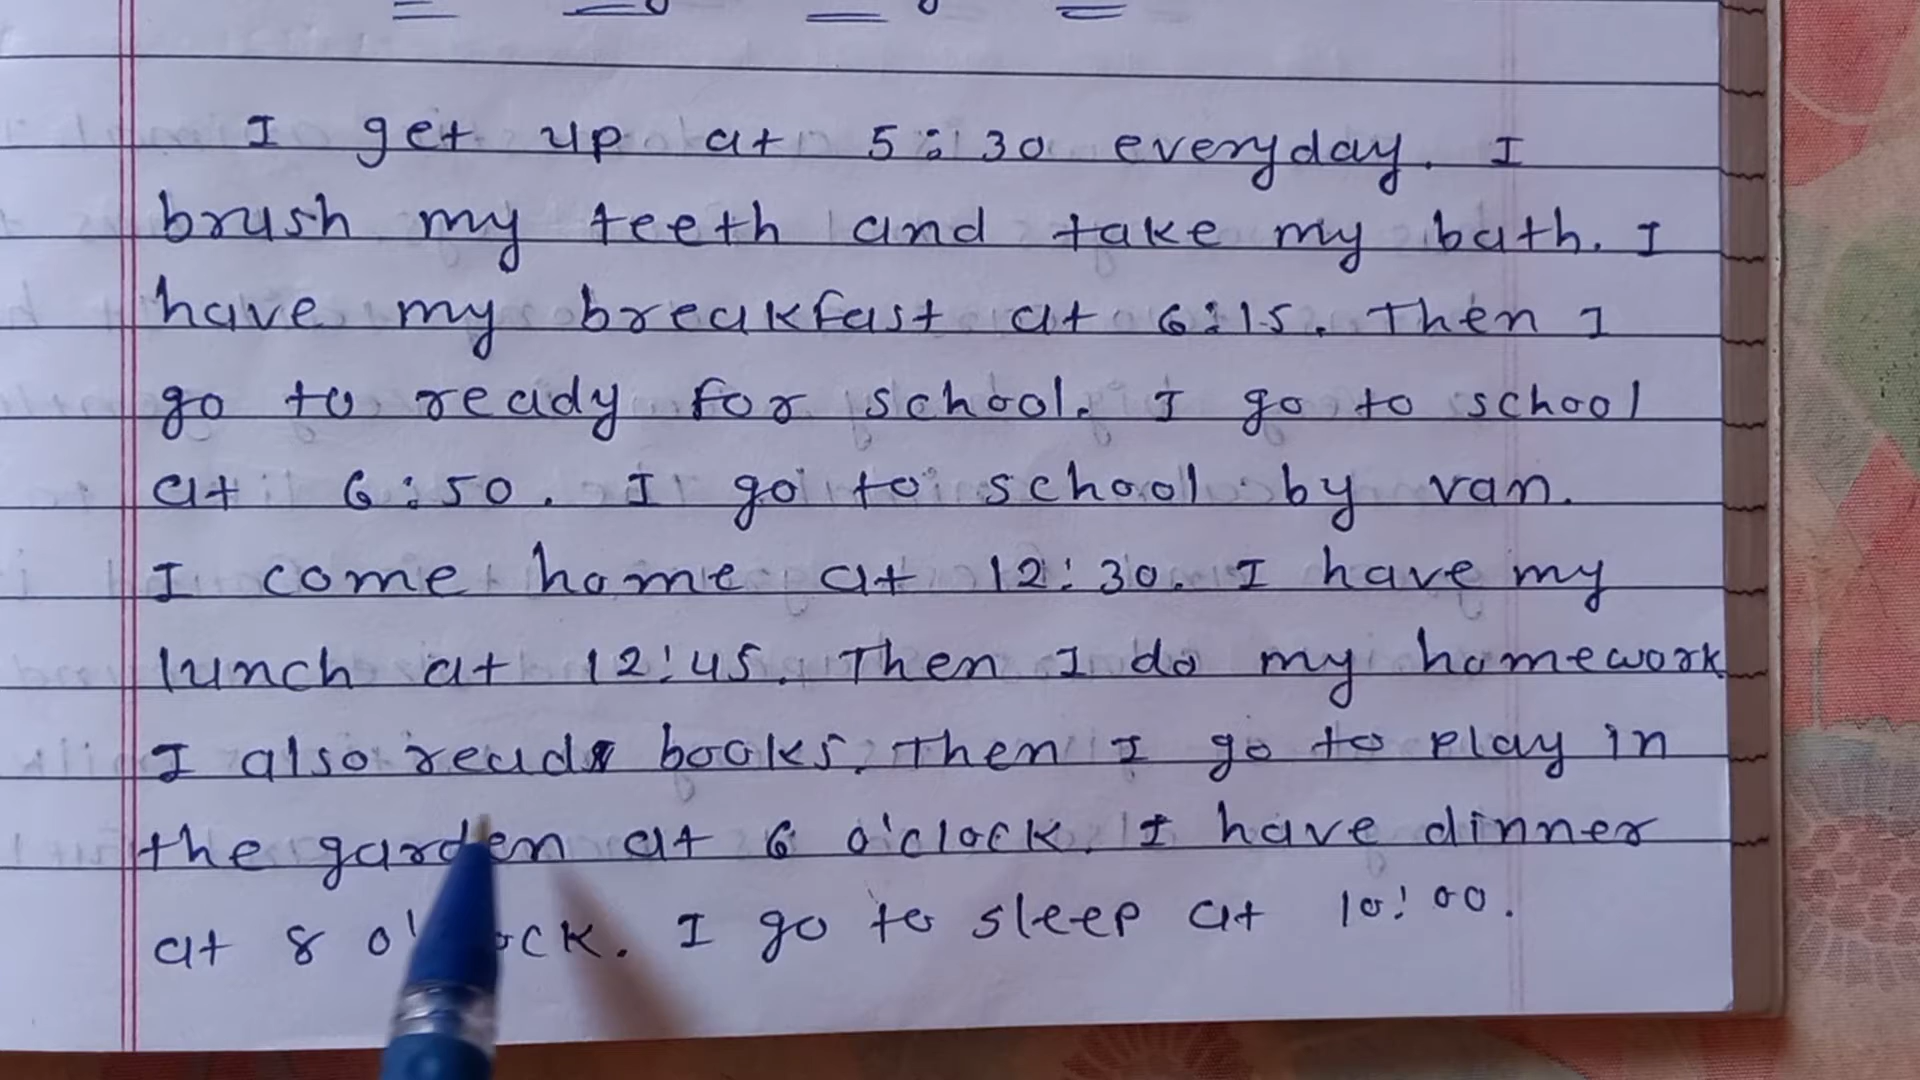 I get up at 5:30 everyday. I
brush my teeth and take my bath. I
have my breakfast at 6:15. Then I
go to ready for school. I go to school
at 6:50. I go to school by van.
I come home at 12:30. I have my
lunch at 12:45. Then I do my homework
I also read books. Then I go to play in
the garden at 6 o'clock. I have dinner
at 8 o'clock. I go to sleep at 10:00.